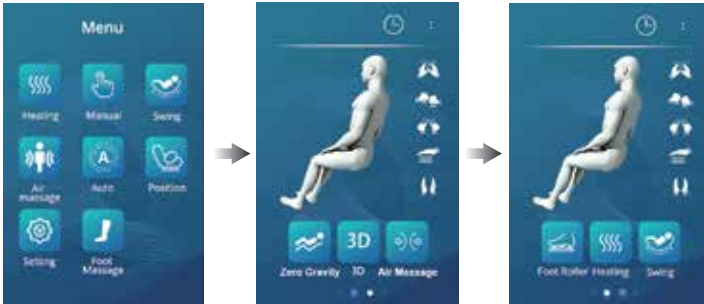 Menu
Heating Manual Swing
A
Air Auto Position
massage
Setting Foot
Massage
3D
Zero Gravity 3D Air Message
Foot Roller Heating Swing